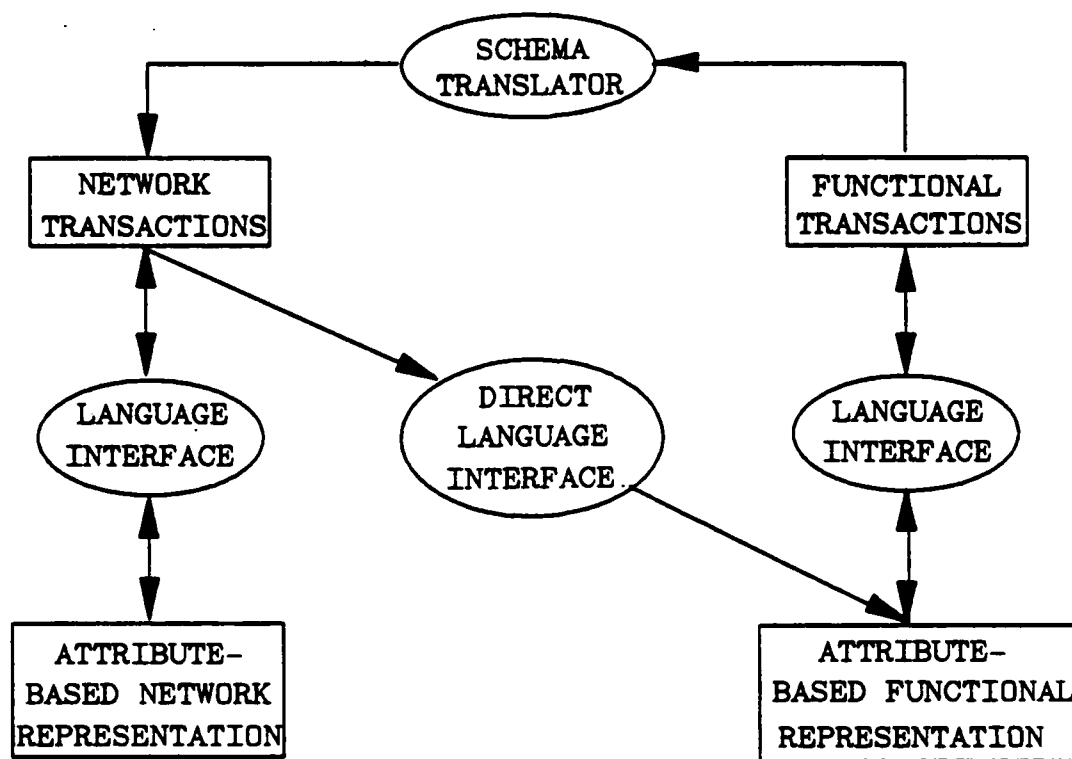 SCHEMA
TRANSLATOR
NETWORK
TRANSACTIONS
FUNCTIONAL
TRANSACTIONS
LANGUAGE
INTERFACE
DIRECT
LANGUAGE
INTERFACE
LANGUAGE
INTERFACE
ATTRIBUTE-
BASED NETWORK
REPRESENTATION
ATTRIBUTE-
BASED FUNCTIONAL
REPRESENTATION